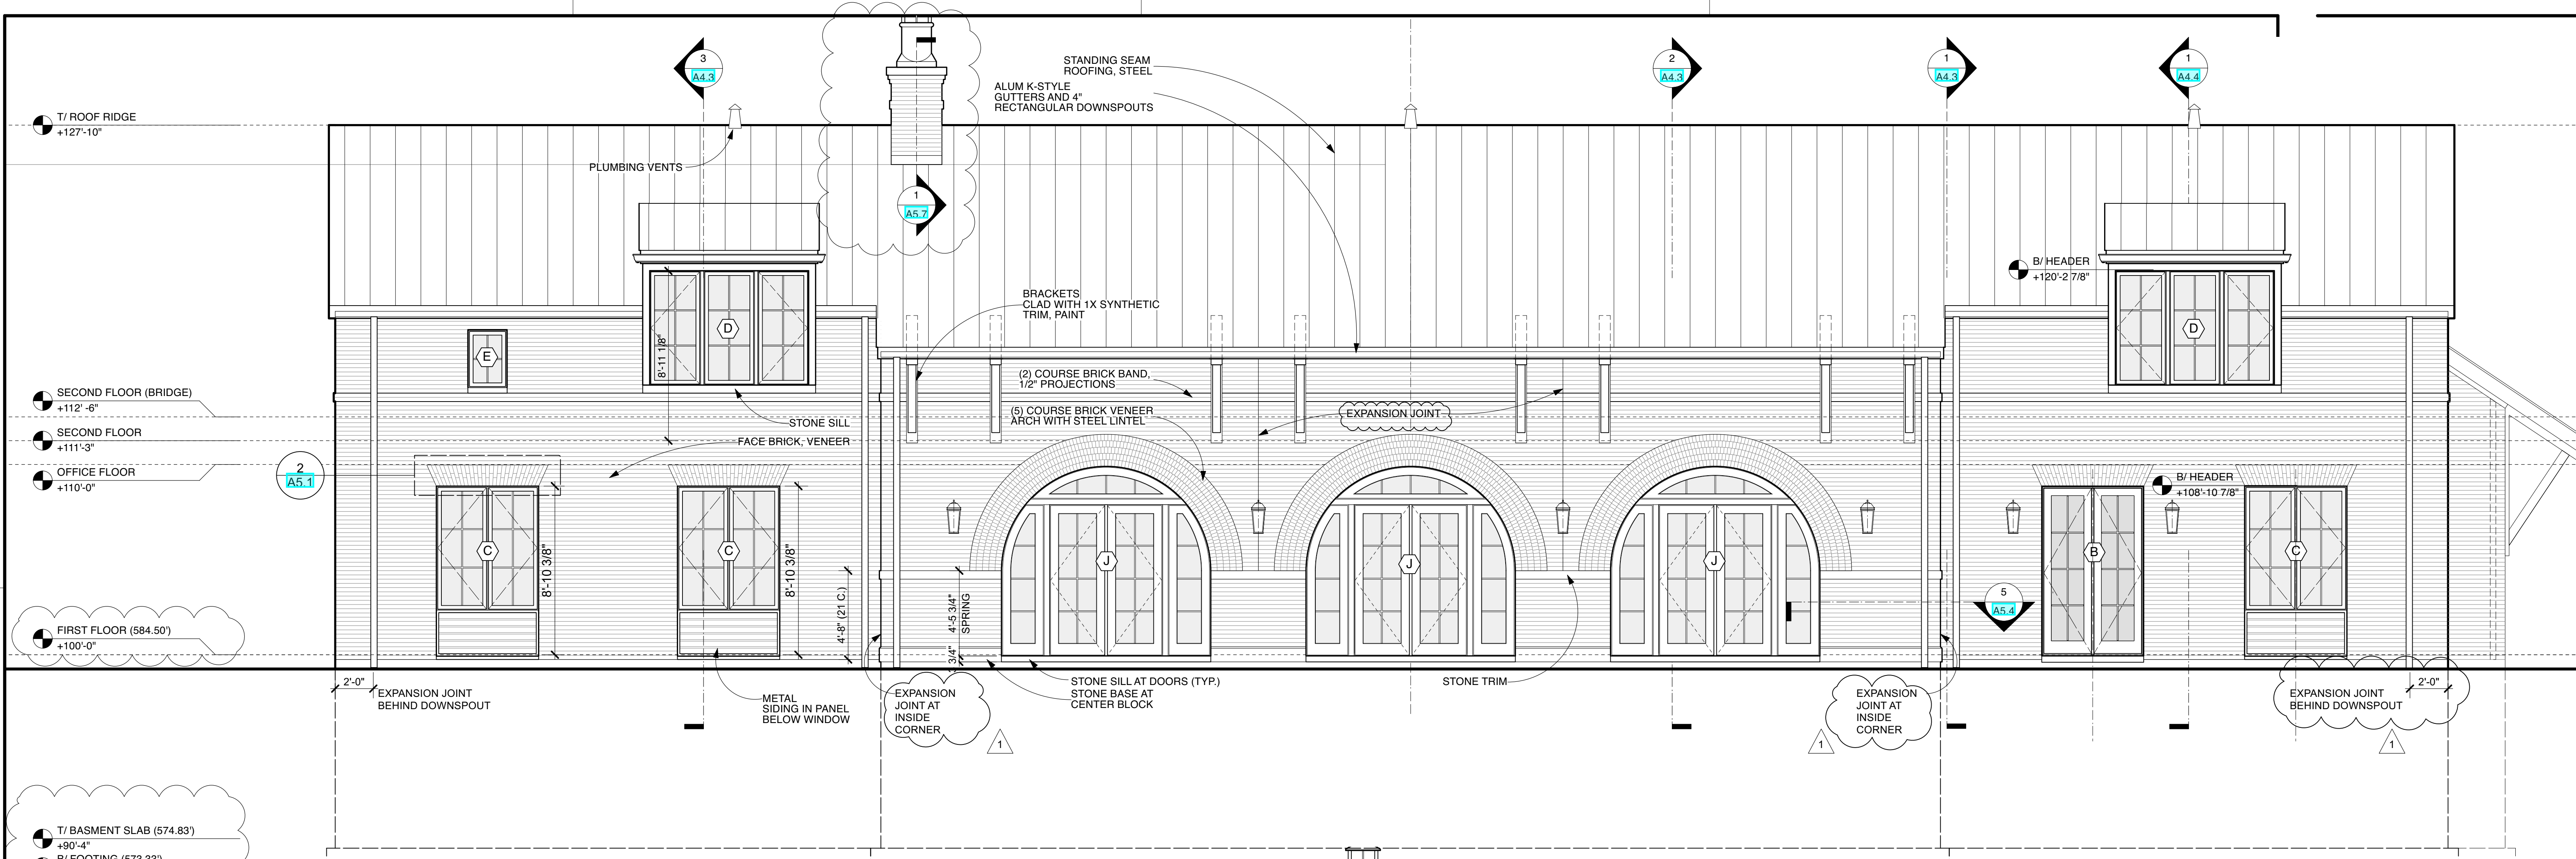 3
A4.3
2
A4.3
1
A4.3
1
A4.4
STANDING SEAM
ROOFING, STEEL
ALUM K-STYLE
GUTTERS AND 4"
RECTANGULAR DOWNSPOUTS
T/ ROOF RIDGE
+127'-10"
PLUMBING VENTS
1
A5.7
B/ HEADER
+120'-2 7/8"
BRACKETS
CLAD WITH 1X SYNTHETIC
TRIM, PAINT
D
D
E
8'-11 1/8"
(2) COURSE BRICK BAND,
1/2" PROJECTIONS
SECOND FLOOR (BRIDGE)
+112' -6"
(5) COURSE BRICK VENEER
ARCH WITH STEEL LINTEL
EXPANSION JOINT
STONE SILL
SECOND FLOOR
+111'-3"
FACE BRICK, VENEER
OFFICE FLOOR
+110'-0"
2
A5.1
B/ HEADER
+108'-10 7/8"
C
8'-10 3/8"
C
8'-10 3/8"
J
J
J
B
C
4'-8" (21 C.)
4'-5 3/4"
SPRING
3/4"
5
A5.4
FIRST FLOOR (584.50')
+100'-0"
2'-0"
EXPANSION JOINT
BEHIND DOWNSPOUT
METAL
SIDING IN PANEL
BELOW WINDOW
EXPANSION
JOINT AT
INSIDE
CORNER
1
STONE SILL AT DOORS (TYP.)
STONE BASE AT
CENTER BLOCK
STONE TRIM
EXPANSION
JOINT AT
INSIDE
CORNER
1
EXPANSION JOINT
BEHIND DOWNSPOUT
2'-0"
1
T/ BASMENT SLAB (574.83')
+90'-4"
B/ FOOTING (573.33')